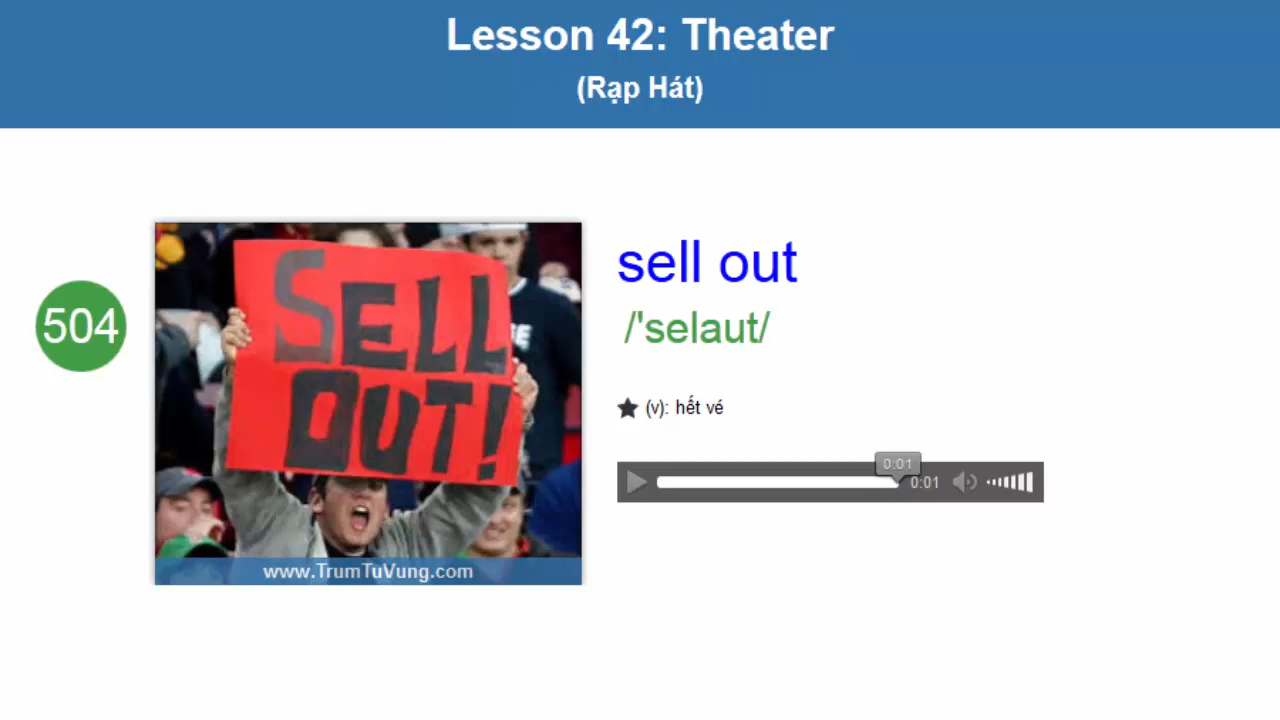 Lesson 42: Theater
(Rạp Hát)
504
SELL
OUT!
www.TrumTuVung.com
sell out
/'selaut/
(v): hết vé
0:01
0:01